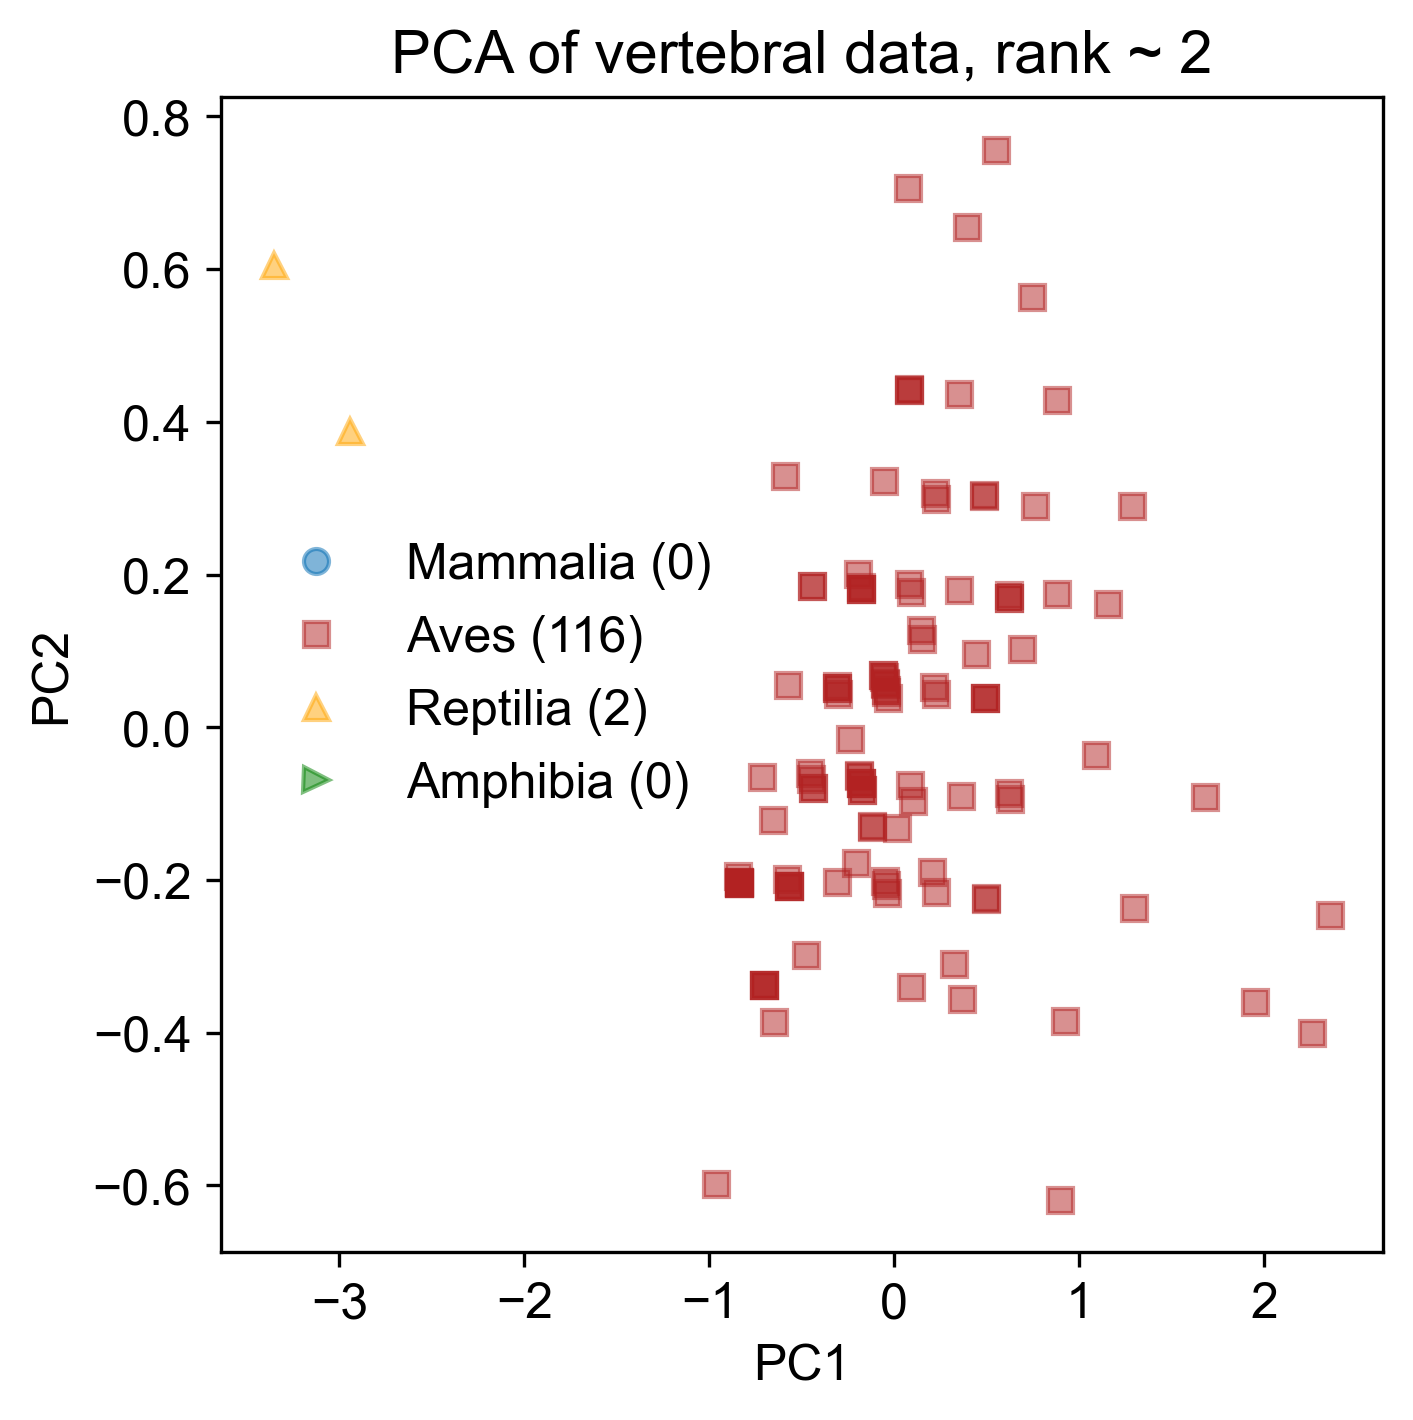 PCA of vertebral data, rank ~ 2
0.8
0.6
0.4
0.2
0.0
−0.2
−0.4
−0.6
PC2
Mammalia (0)
Aves (116)
Reptilia (2)
Amphibia (0)
−3 −2 −1 0 1 2
PC1